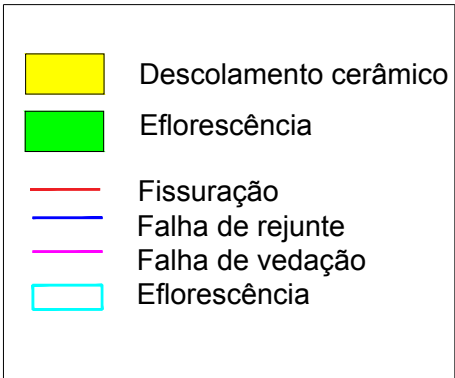 Descolamento cerâmico
Eflorescência
Fissuração
Falha de rejunte
Falha de vedação
Eflorescência